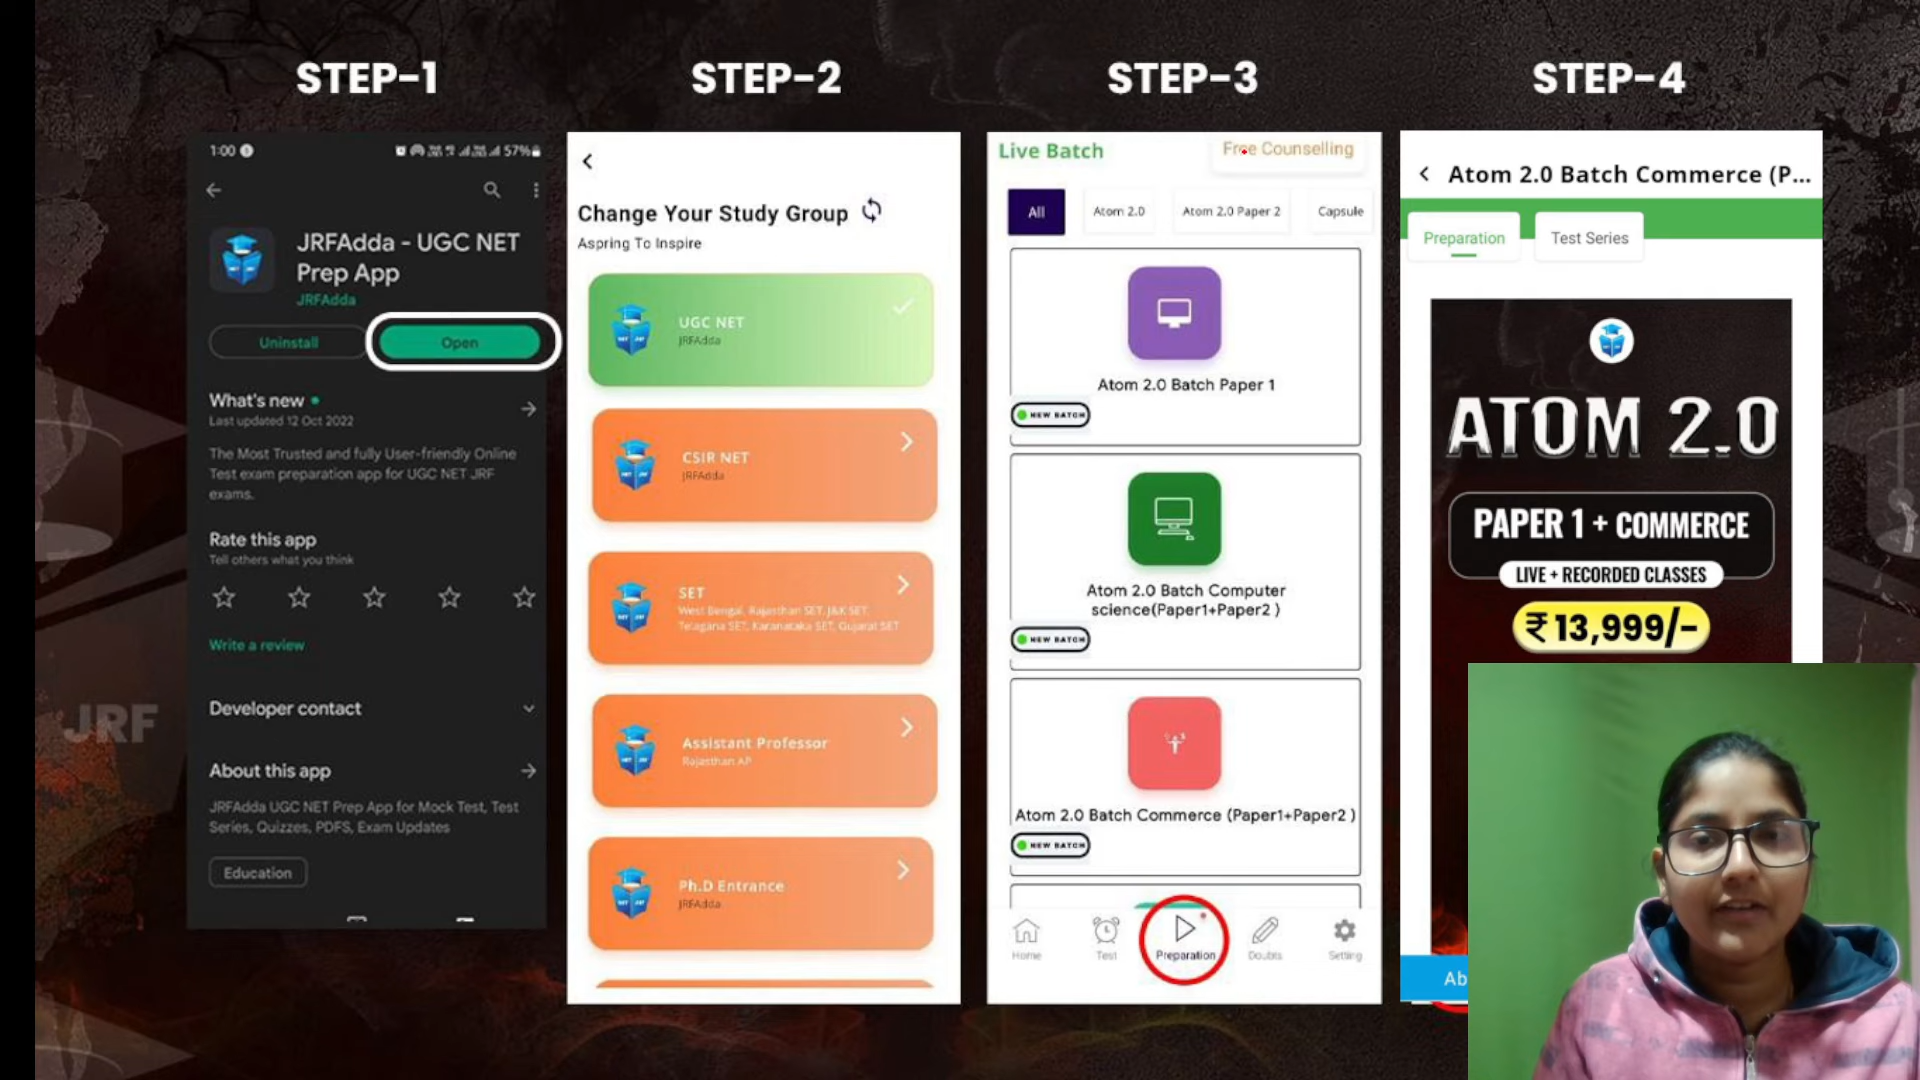 STEP-1
1:00
57%
JRFAdda - UGC NET
Prep App
JRFAdda
Uninstall
Open
What's new
Last updated 12 Oct 2022
The Most Trusted and fully User-friendly Online
Test exam preparation app for UGC NET JRF
exams.
Rate this app
Tell others what you think
Write a review
Developer contact
About this app
JRFAdda UGC NET Prep App for Mock Test, Test
Series, Quizzes, PDFS, Exam Updates
Education
JRF
STEP-2
Change Your Study Group
Aspring To Inspire
UGC NET
JRFAdda
CSIR NET
JRFAdda
SET
West Bengal, Rajasthan SET, J&K SET,
Telagana SET, Karanataka SET, Gujarat SET
Assistant Professor
Rajasthan AP
Ph.D Entrance
JRFAdda
STEP-3
Live Batch
Free Counselling
All
Atom 2.0
Atom 2.0 Paper 2
Capsule
Atom 2.0 Batch Paper 1
NEW BATCH
Atom 2.0 Batch Computer
science(Paper1+Paper2 )
NEW BATCH
Atom 2.0 Batch Commerce (Paper1+Paper2 )
NEW BATCH
Home
Test
Preparation
Doubts
Setting
STEP-4
Atom 2.0 Batch Commerce (P...
Preparation
Test Series
ATOM 2.0
PAPER 1 + COMMERCE
LIVE + RECORDED CLASSES
₹ 13,999/-
Ab